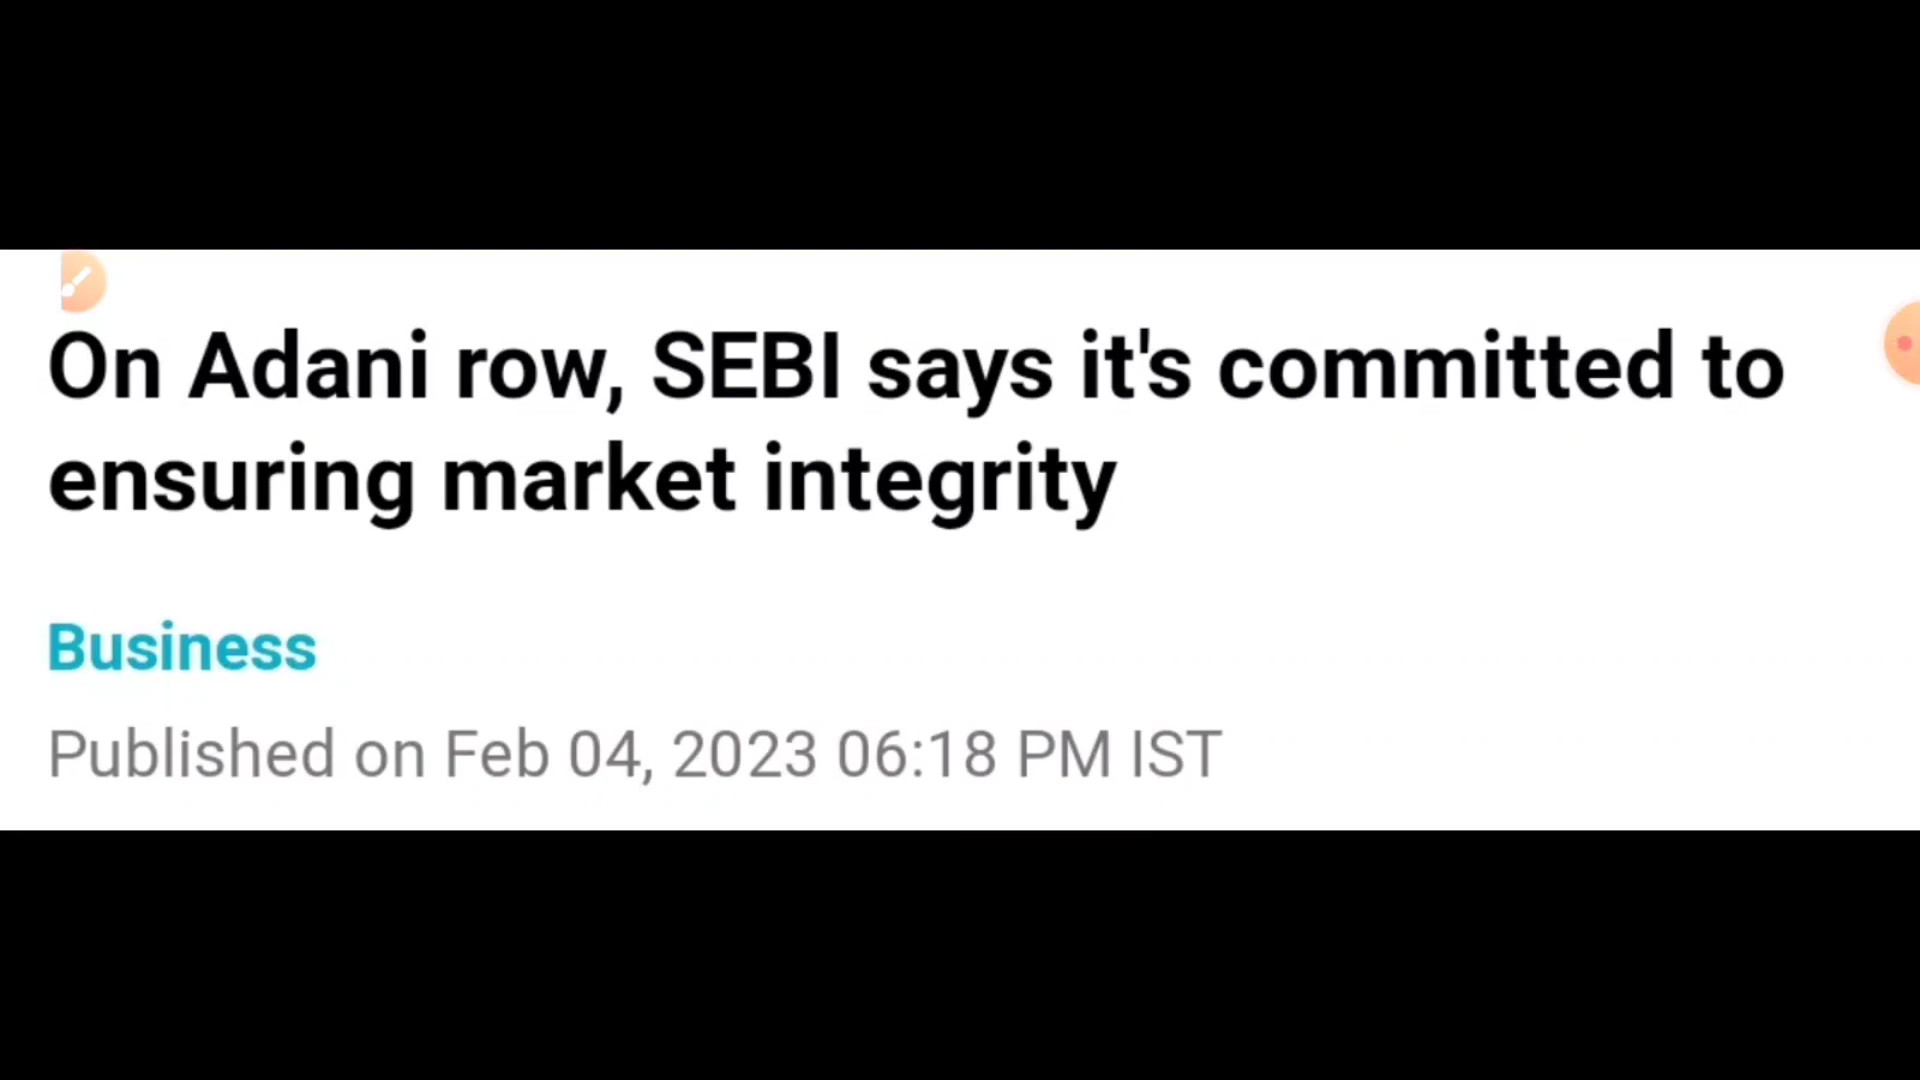 On Adani row, SEBI says it's committed to
ensuring market integrity
Business
Published on Feb 04, 2023 06:18 PM IST